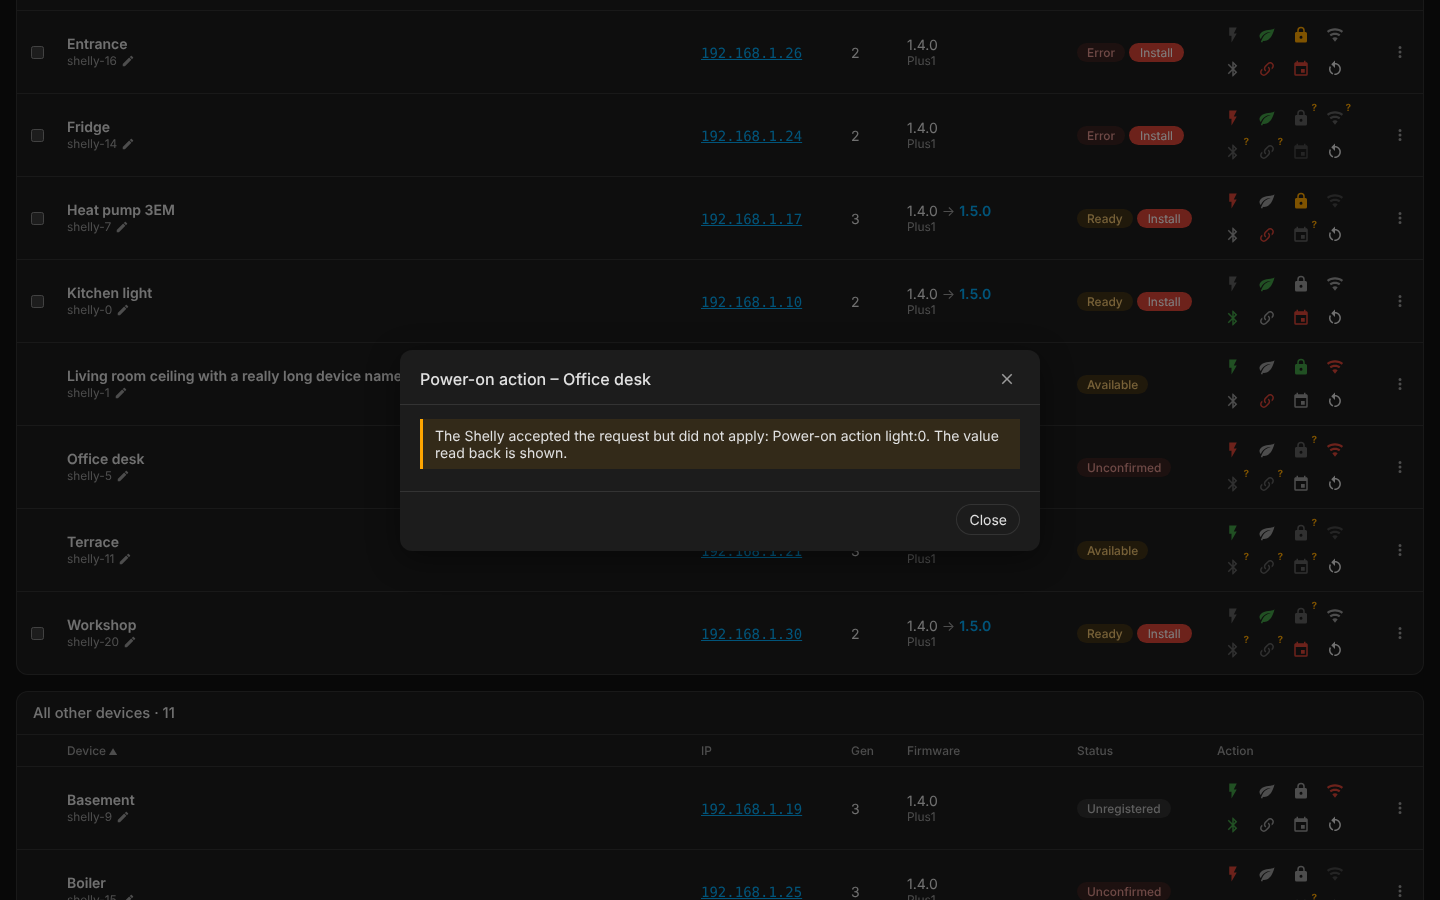 Entrance
shelly-16
192.168.1.26
2
1.4.0
Plus1
Error
Install
Fridge
shelly-14
192.168.1.24
2
1.4.0
Plus1
Error
Install
? ?
? ?
Heat pump 3EM
shelly-7
192.168.1.17
3
1.4.0 → 1.5.0
Plus1
Ready
Install
?
Kitchen light
shelly-0
192.168.1.10
2
1.4.0 → 1.5.0
Plus1
Ready
Install
Living room ceiling with a really long device name
shelly-1
Available
Power-on action – Office desk
The Shelly accepted the request but did not apply: Power-on action light:0. The value
read back is shown.
Close
Office desk
shelly-5
Unconfirmed
?
? ?
Terrace
shelly-11
192.168.1.21
3
Plus1
Available
?
? ? ?
Workshop
shelly-20
192.168.1.30
2
1.4.0 → 1.5.0
Plus1
Ready
Install
?
? ?
All other devices · 11
Device ▲
IP
Gen
Firmware
Status
Action
Basement
shelly-9
192.168.1.19
3
1.4.0
Plus1
Unregistered
Boiler
shelly-15
192.168.1.25
3
1.4.0
Plus1
Unconfirmed
?